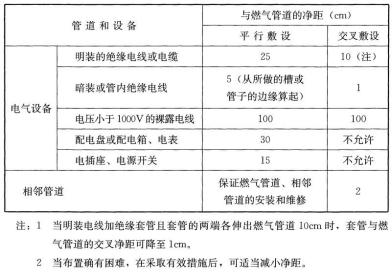 管道和设备
与燃气管道的净距（cm）
平行敷设
交叉敷设
电气设备
明装的绝缘电线或电缆
25
10（注）
暗装或管内绝缘电线
5（从所做的槽或
管子的边缘算起）
1
电压小于1000V的裸露电线
100
100
配电盘或配电箱、电表
30
不允许
电插座、电源开关
15
不允许
相邻管道
保证燃气管道、相邻
管道的安装和维修
2
注：1 当明装电线加绝缘套管且套管的两端各伸出燃气管道10cm时，套管与燃
气管道的交叉净距可降至1cm。
2 当布置确有困难，在采取有效措施后，可适当减小净距。